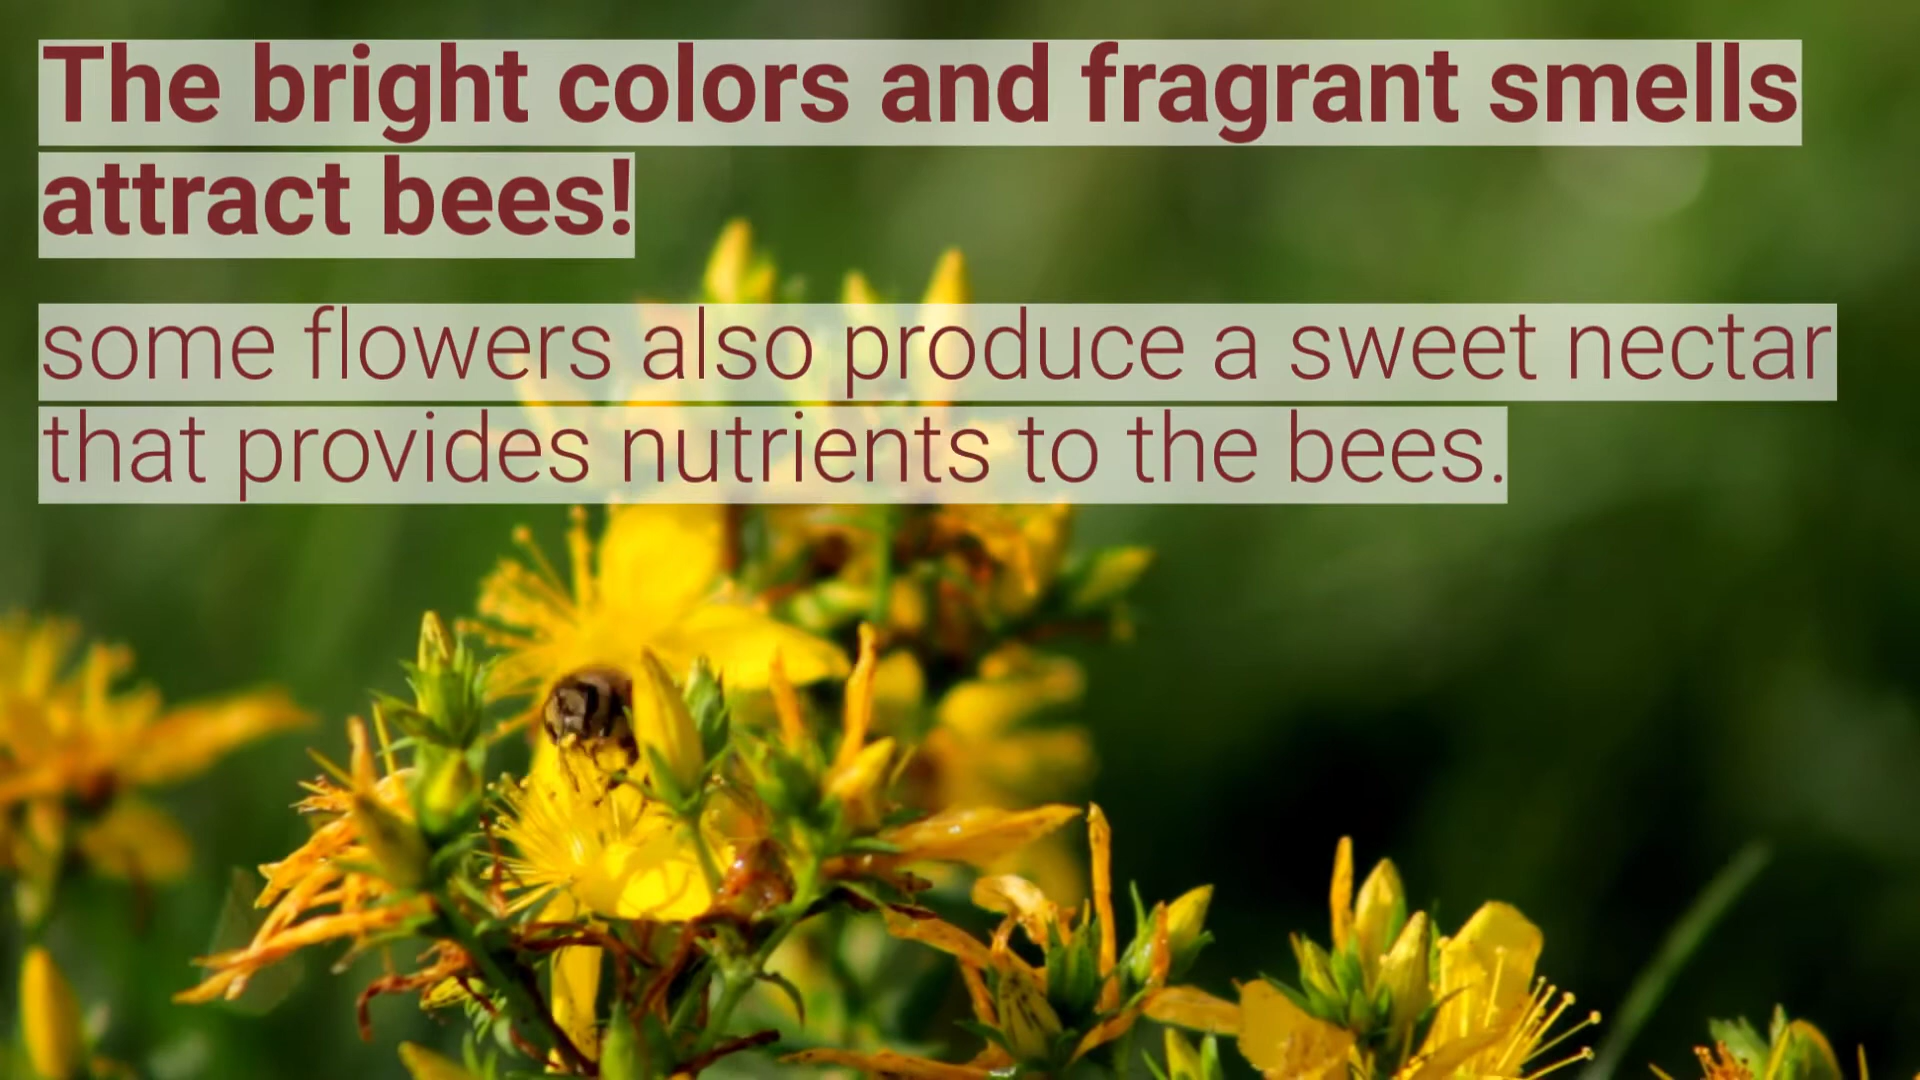 The bright colors and fragrant smells
attract bees!
some flowers also produce a sweet nectar
that provides nutrients to the bees.